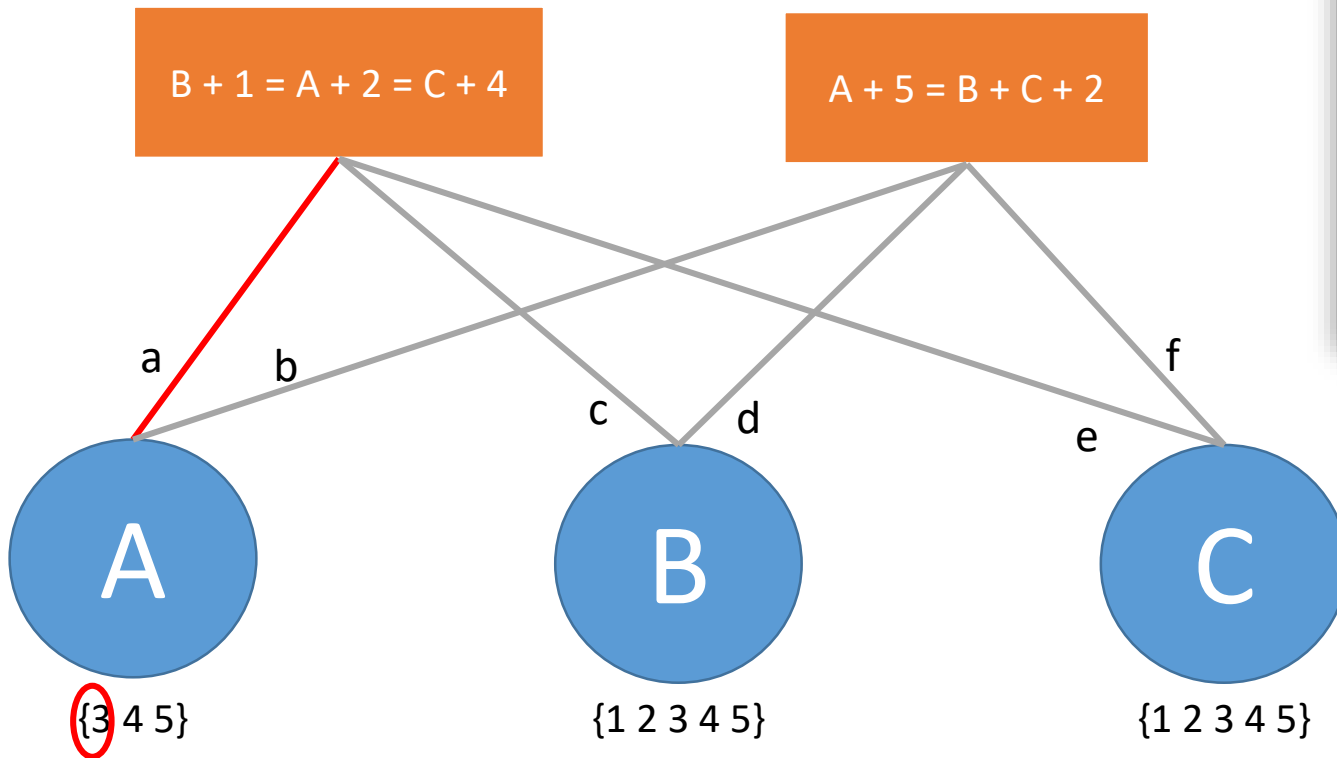 B + 1 = A + 2 = C + 4
A + 5 = B + C + 2
a
b
c
d
e
f
A
B
C
{3 4 5}
{1 2 3 4 5}
{1 2 3 4 5}